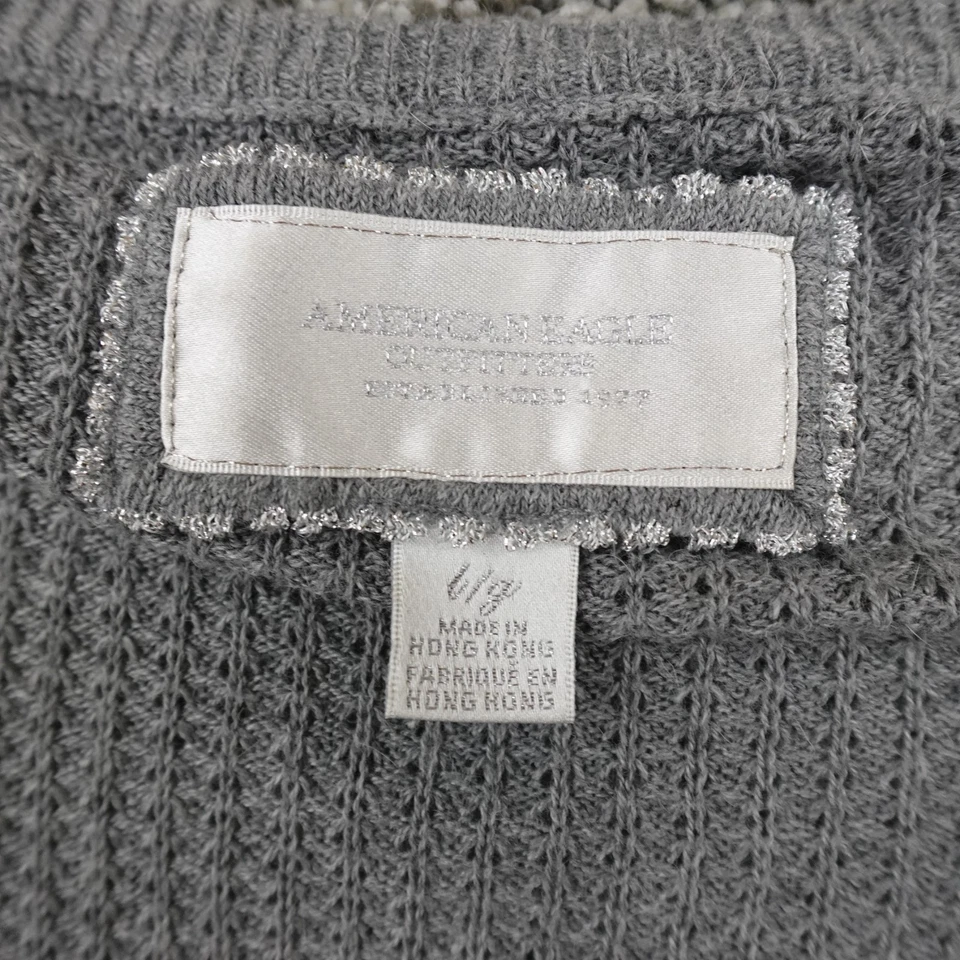 AMERICAN EAGLE
OUTFITTERS
ESTABLISHED 1977
L/g
MADE IN
HONG KONG
FABRIQUÉ EN
HONG KONG